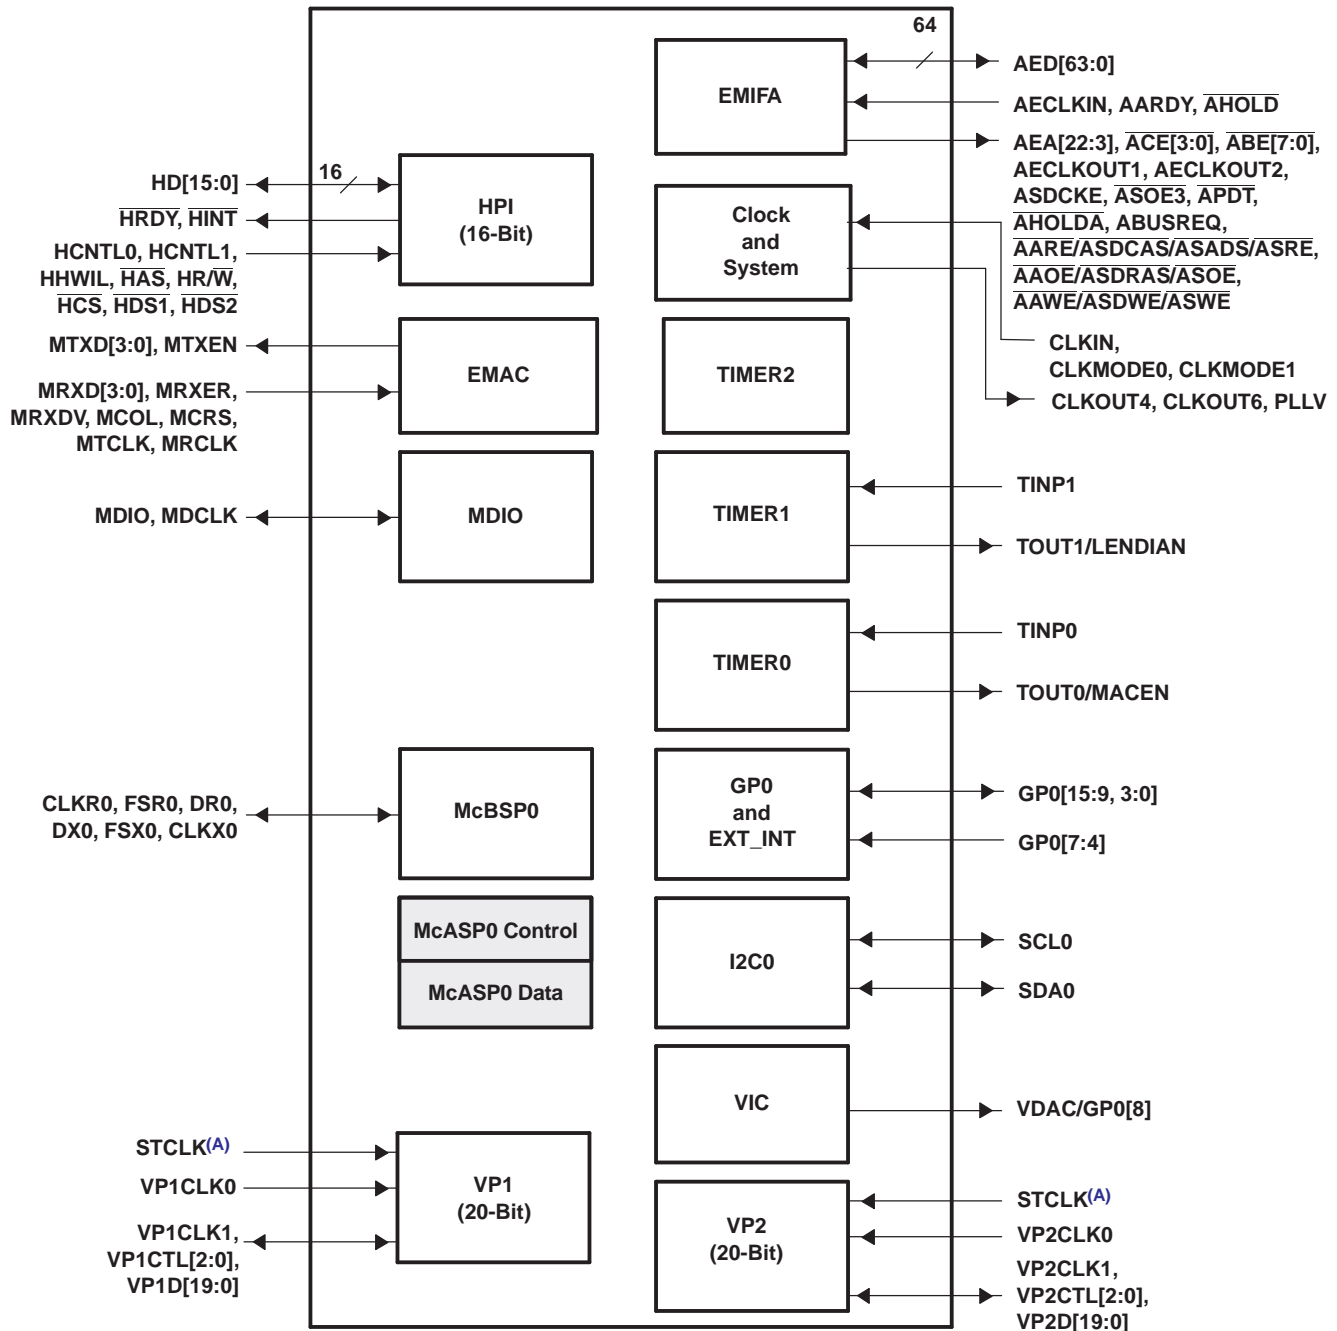 64
AED[63:0]
EMIFA
AECLKIN, AARDY, AHOLD
AEA[22:3], ACE[3:0], ABE[7:0],
AECLKOUT1, AECLKOUT2,
ASDCKE, ASOE3, APDT,
AHOLDA, ABUSREQ,
AARE/ASDCAS/ASADS/ASRE,
AAOE/ASDRAS/ASOE,
AAWE/ASDWE/ASWE
HD[15:0]
16
HRDY, HINT
HCNTL0, HCNTL1,
HHWIL, HAS, HR/W,
HCS, HDS1, HDS2
HPI
(16-Bit)
Clock
and
System
CLKIN,
CLKMODE0, CLKMODE1
CLKOUT4, CLKOUT6, PLLV
MTXD[3:0], MTXEN
MRXD[3:0], MRXER,
MRXDV, MCOL, MCRS,
MTCLK, MRCLK
EMAC
TIMER2
MDIO, MDCLK
MDIO
TIMER1
TINP1
TOUT1/LENDIAN
TIMER0
TINP0
TOUT0/MACEN
CLKR0, FSR0, DR0,
DX0, FSX0, CLKX0
McBSP0
GP0
and
EXT_INT
GP0[15:9, 3:0]
GP0[7:4]
McASP0 Control
McASP0 Data
I2C0
SCL0
SDA0
VIC
VDAC/GP0[8]
STCLK(A)
VP1CLK0
VP1CLK1,
VP1CTL[2:0],
VP1D[19:0]
VP1
(20-Bit)
VP2
(20-Bit)
STCLK(A)
VP2CLK0
VP2CLK1,
VP2CTL[2:0],
VP2D[19:0]